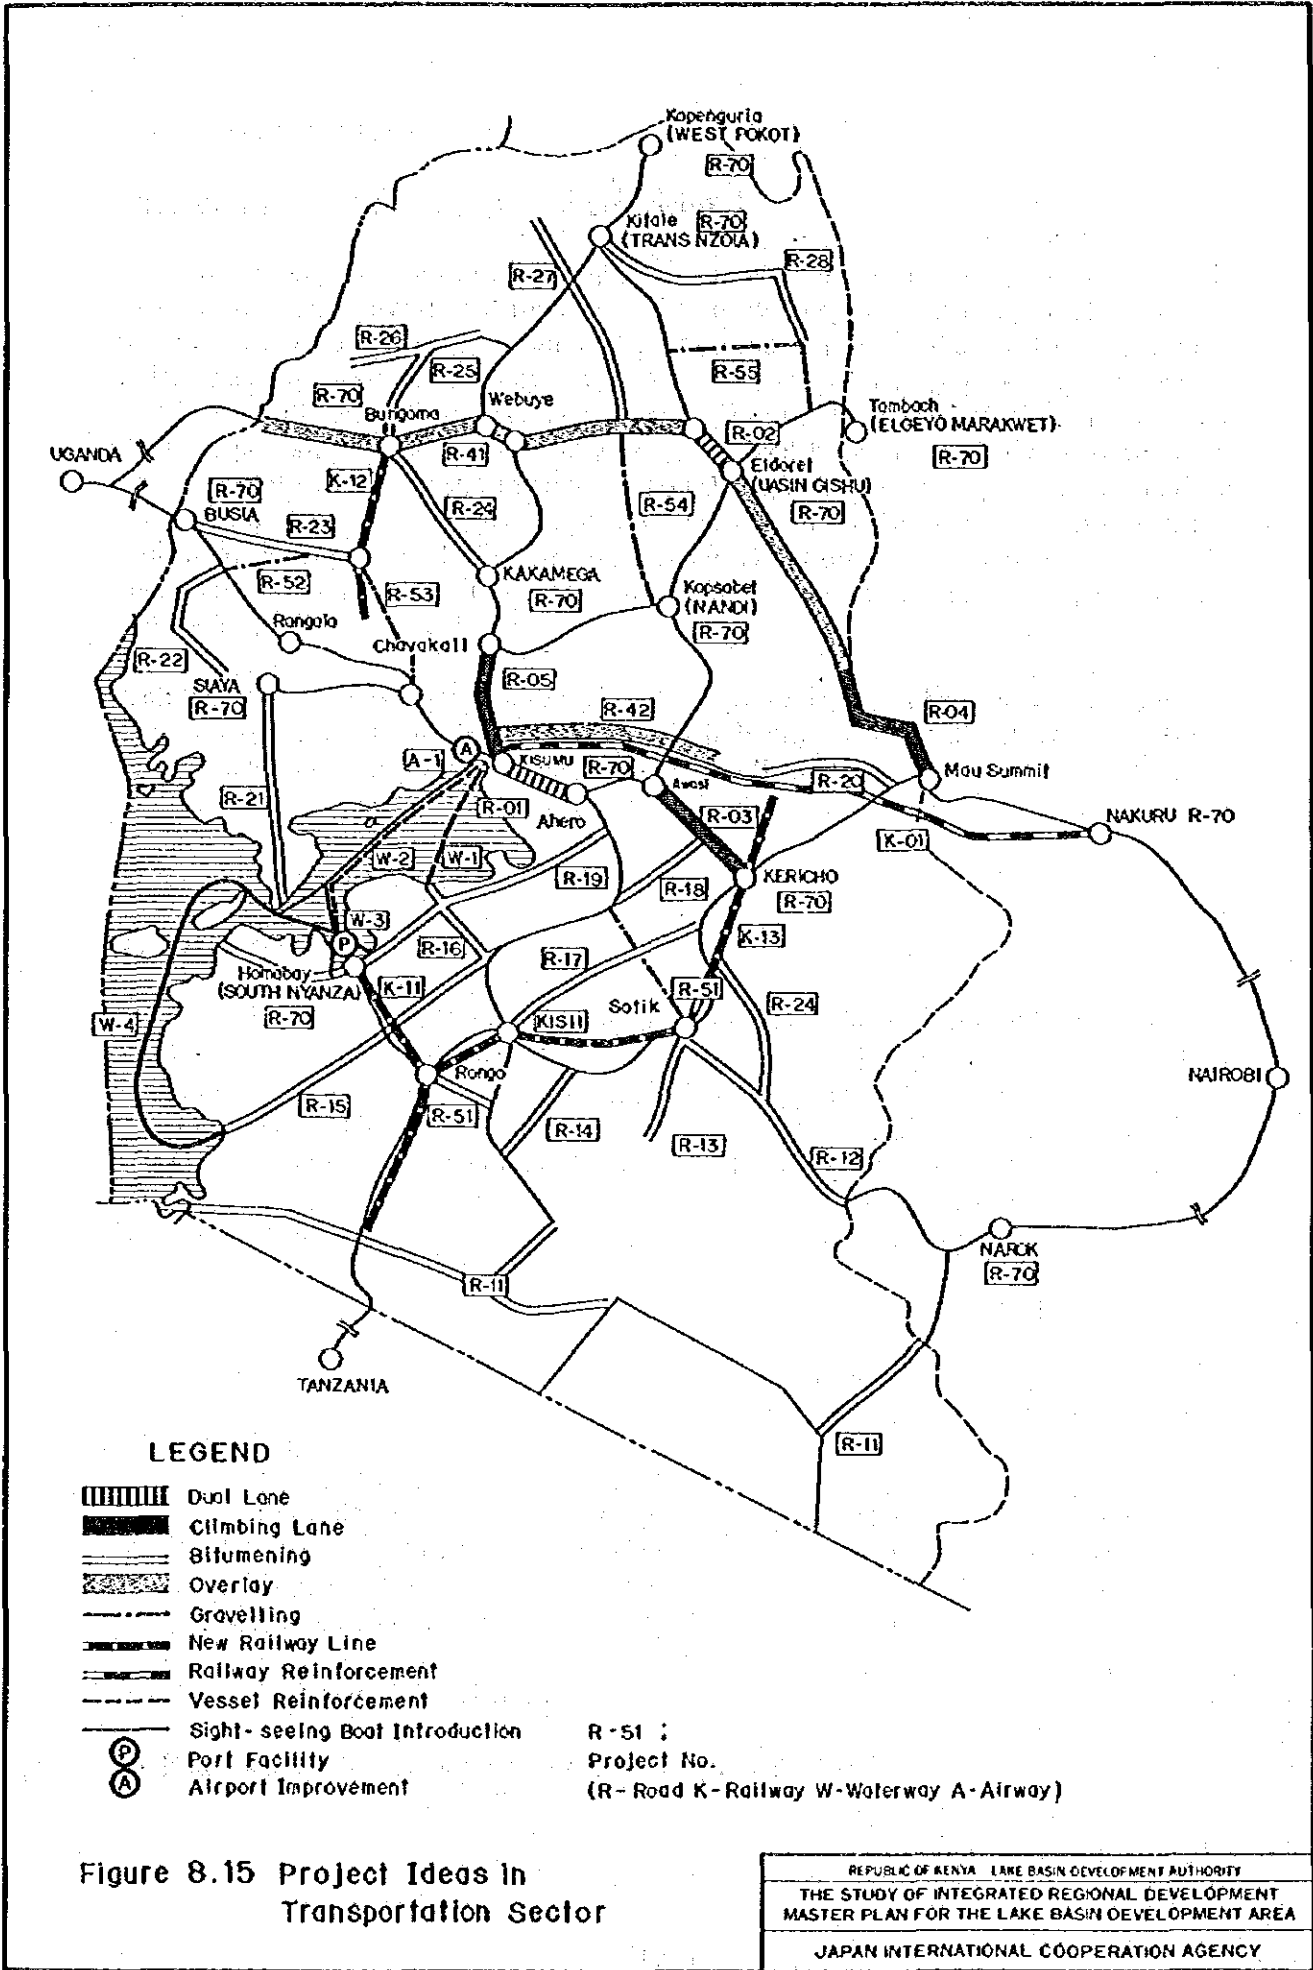 Kapenguria
(WEST POKOT)
R-70
Kitale R-70
(TRANS NZOIA)
R-28
R-27
R-26
R-25
R-55
R-70
Bungoma
Webuye
Tambach
(ELGEYO MARAKWET)
R-70
R-02
R-41
UGANDA
K-12
Eldoret
(UASIN GISHU)
R-70
R-70
BUSIA
R-23
R-24
R-54
R-52
R-53
KAKAMEGA
R-70
Kapsabet
(NANDI)
R-70
Rangala
Chavakali
R-22
R-05
SIAYA
R-70
R-42
R-04
A
A-1
KISUMU
R-70
Awasi
R-20
Mau Summit
R-21
R-01
Ahero
R-03
K-01
NAKURU R-70
W-2
W-1
R-19
R-18
KERICHO
R-70
W-3
P
R-16
R-17
K-13
Homabay
(SOUTH NYANZA)
R-70
K-11
R-51
R-24
Sotik
W-4
KISII
Rongo
NAIROBI
R-15
R-51
R-14
R-13
R-12
NAROK
R-70
R-11
TANZANIA
R-11
LEGEND
Dual Lane
Climbing Lane
Bitumening
Overlay
Gravelling
New Railway Line
Railway Reinforcement
Vessel Reinforcement
Sight-seeing Boat Introduction
P Port Facility
A Airport Improvement
R-51 :
Project No.
(R-Road K-Railway W-Waterway A-Airway)
Figure 8.15 Project Ideas in
Transportation Sector
REPUBLIC OF KENYA LAKE BASIN DEVELOPMENT AUTHORITY
THE STUDY OF INTEGRATED REGIONAL DEVELOPMENT
MASTER PLAN FOR THE LAKE BASIN DEVELOPMENT AREA
JAPAN INTERNATIONAL COOPERATION AGENCY